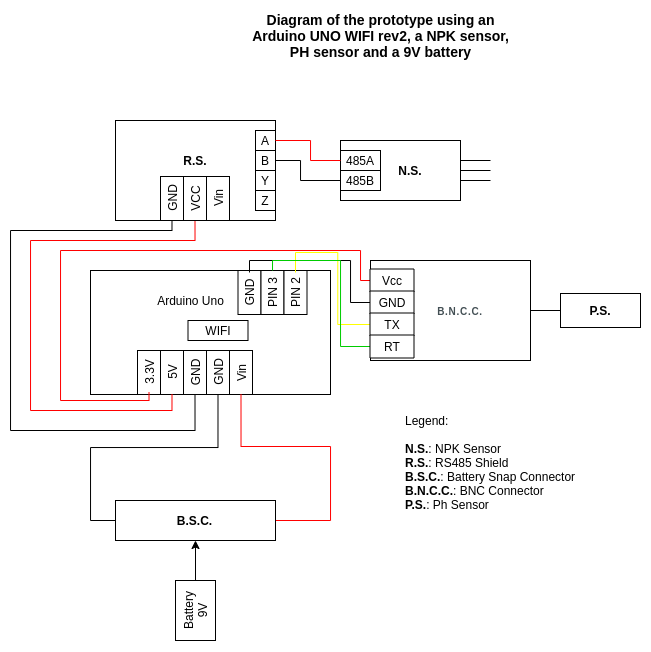 Diagram of the prototype using an
Arduino UNO WIFI rev2, a NPK sensor,
PH sensor and a 9V battery
R.S.
A
B
Y
Z
GND
VCC
Vin
485A
485B
N.S.
Arduino Uno
GND
PIN 3
PIN 2
WIFI
3.3V
5V
GND
GND
Vin
Vcc
GND
TX
RT
B.N.C.C.
P.S.
Legend:
N.S.: NPK Sensor
R.S.: RS485 Shield
B.S.C.: Battery Snap Connector
B.N.C.C.: BNC Connector
P.S.: Ph Sensor
B.S.C.
Battery
9V